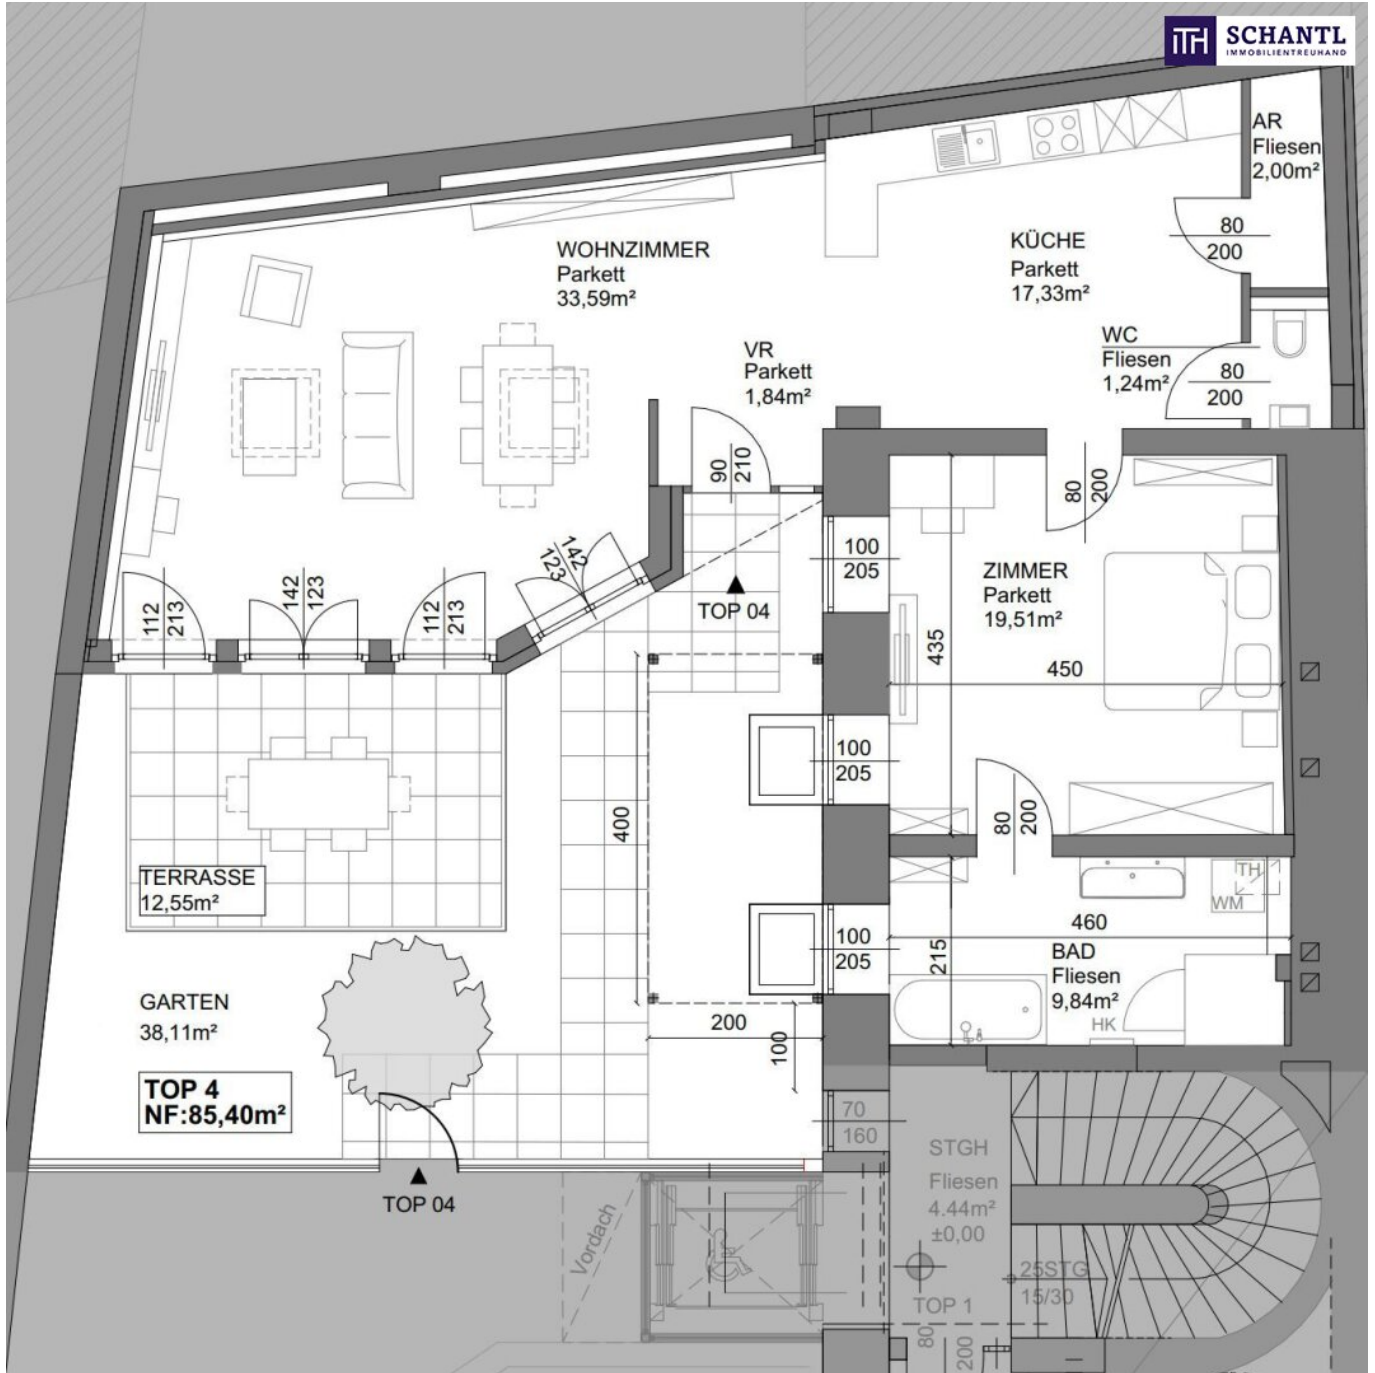 ITH SCHANTL
IMMOBILIENTREUHAND
AR
Fliesen
2,00m²
80
200
KÜCHE
Parkett
17,33m²
WOHNZIMMER
Parkett
33,59m²
VR
Parkett
1,84m²
WC
Fliesen
1,24m²
80
200
90
210
80
200
142
123
112
213
142
123
112
213
100
205
TOP 04
ZIMMER
Parkett
19,51m²
435
450
100
205
400
80
200
TERRASSE
12,55m²
TH
WM
460
100
205
215
BAD
Fliesen
9,84m²
HK
GARTEN
38,11m²
200
100
TOP 4
NF:85,40m²
70
160
STGH
Fliesen
4.44m²
±0,00
TOP 04
Vordach
25STG
15/30
TOP 1
80
200